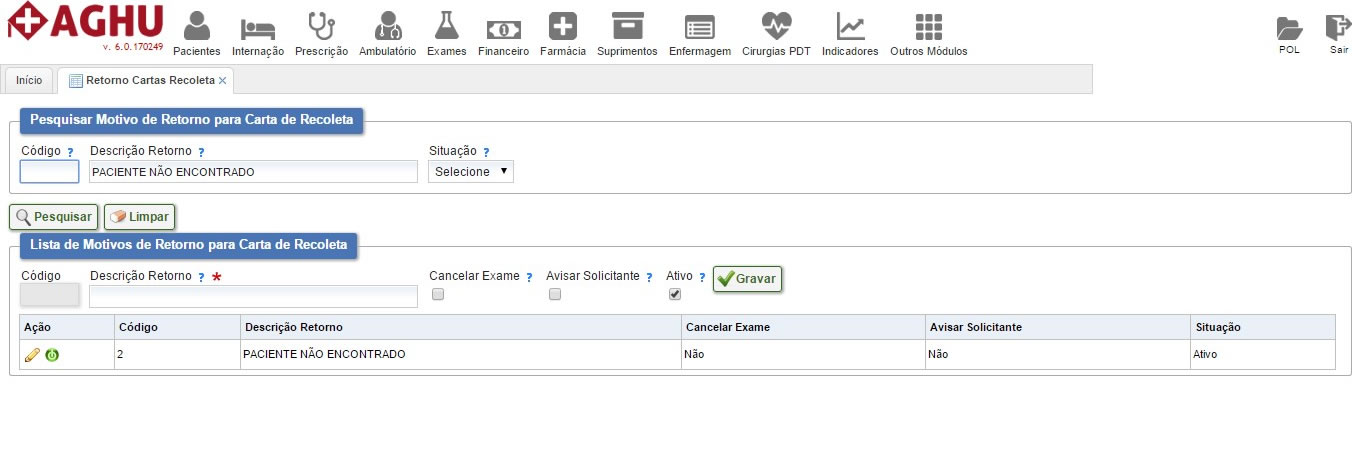 AGHU
v. 6.0.170249
Pacientes Internação Prescrição Ambulatório Exames Financeiro Farmácia Suprimentos Enfermagem Cirurgias PDT Indicadores Outros Módulos POL Sair
Início Retorno Cartas Recoleta ×
Pesquisar Motivo de Retorno para Carta de Recoleta
Código ? Descrição Retorno ? Situação ?
PACIENTE NÃO ENCONTRADO Selecione
Pesquisar Limpar
Lista de Motivos de Retorno para Carta de Recoleta
Código Descrição Retorno ? * Cancelar Exame ? Avisar Solicitante ? Ativo ? Gravar
Ação Código Descrição Retorno Cancelar Exame Avisar Solicitante Situação
2 PACIENTE NÃO ENCONTRADO Não Não Ativo